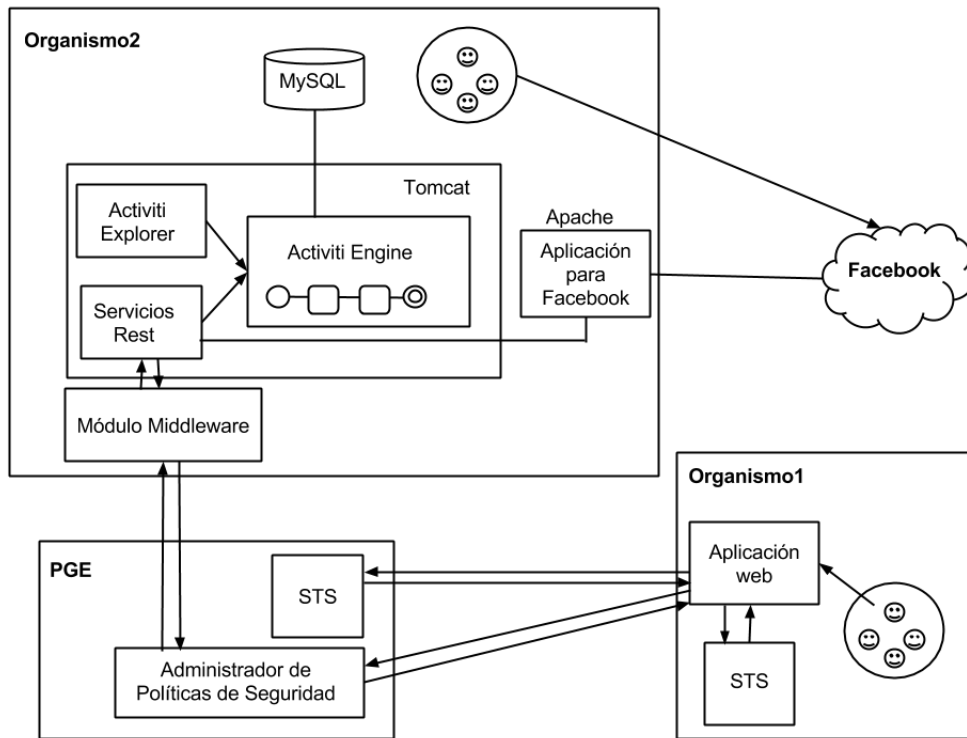 Organismo2
MySQL
Tomcat
Activiti
Explorer
Activiti Engine
Servicios
Rest
Apache
Aplicación
para
Facebook
Facebook
Módulo Middleware
Organismo1
Aplicación
web
STS
PGE
STS
Administrador de
Políticas de Seguridad